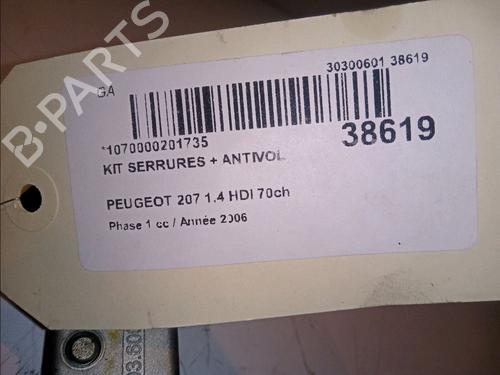 B-PARTS
GA
30300601 38619
*1070000201735
38619
KIT SERRURES + ANTIVOL
PEUGEOT 207 1.4 HDI 70ch
Phase 1 cc / Année 2006